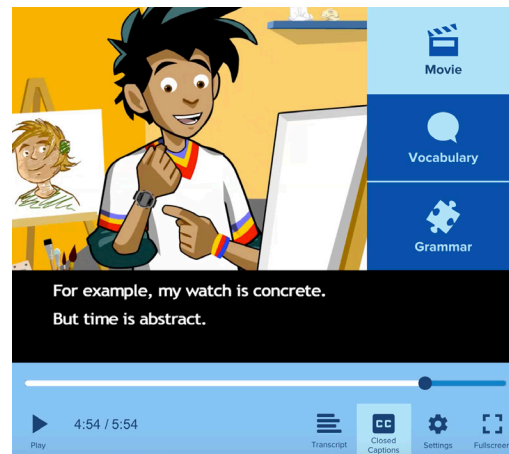 Movie
Vocabulary
Grammar
For example, my watch is concrete.
But time is abstract.
Play
4:54 / 5:54
Transcript
CC
Closed
Captions
Settings
Fullscreen